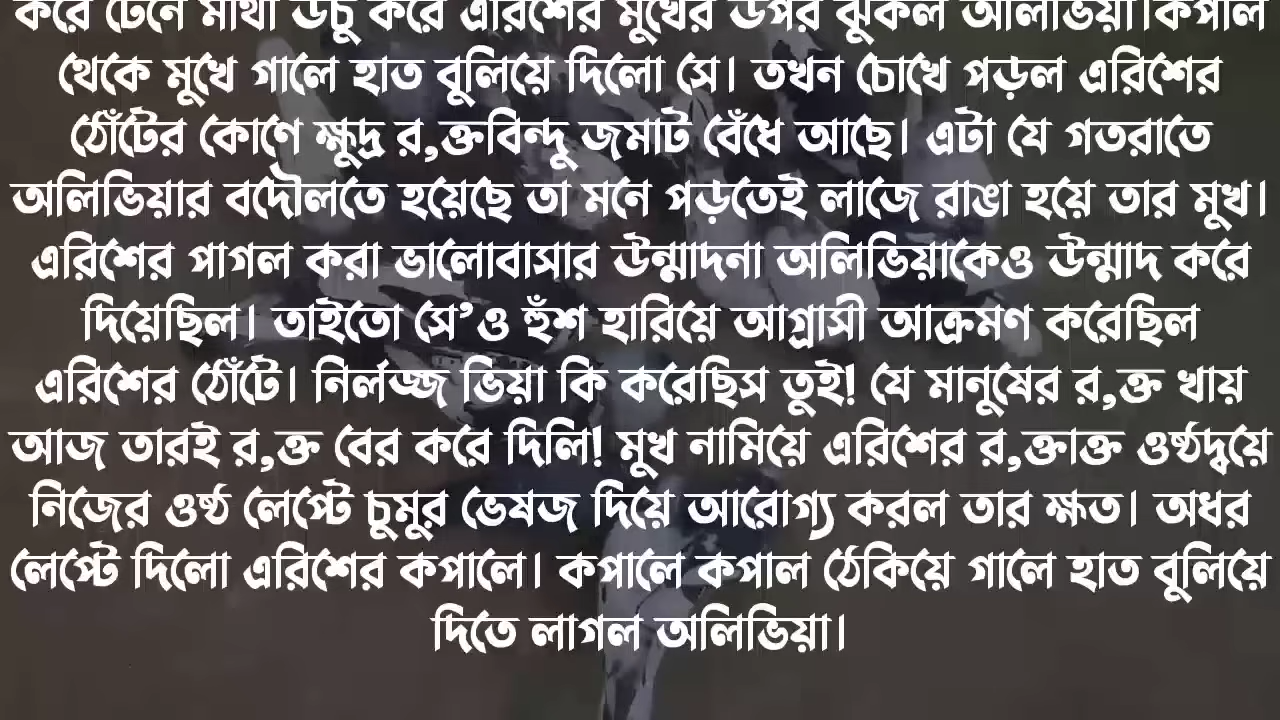 করে টেনে মাথা উঁচু করে এরিশের মুখের উপর ঝুঁকল অলিভিয়া।কপাল
থেকে মুখে গালে হাত বুলিয়ে দিলো সে। তখন চোখে পড়ল এরিশের
ঠোঁটের কোণে ক্ষুদ্র র,ক্তবিন্দু জমাট বেঁধে আছে। এটা যে গতরাতে
অলিভিয়ার বদৌলতে হয়েছে তা মনে পড়তেই লাজে রাঙা হয়ে তার মুখ।
এরিশের পাগল করা ভালোবাসার উন্মাদনা অলিভিয়াকেও উন্মাদ করে
দিয়েছিল। তাইতো সে’ও হুঁশ হারিয়ে আগ্রাসী আক্রমণ করেছিল
এরিশের ঠোঁটে। নির্লজ্জ ভিয়া কি করেছিস তুই! যে মানুষের র,ক্ত খায়
আজ তারই র,ক্ত বের করে দিলি! মুখ নামিয়ে এরিশের র,ক্তাক্ত ওষ্ঠদ্বয়ে
নিজের ওষ্ঠ লেপ্টে চুমুর ভেষজ দিয়ে আরোগ্য করল তার ক্ষত। অধর
লেপ্টে দিলো এরিশের কপালে। কপালে কপাল ঠেকিয়ে গালে হাত বুলিয়ে
দিতে লাগল অলিভিয়া।